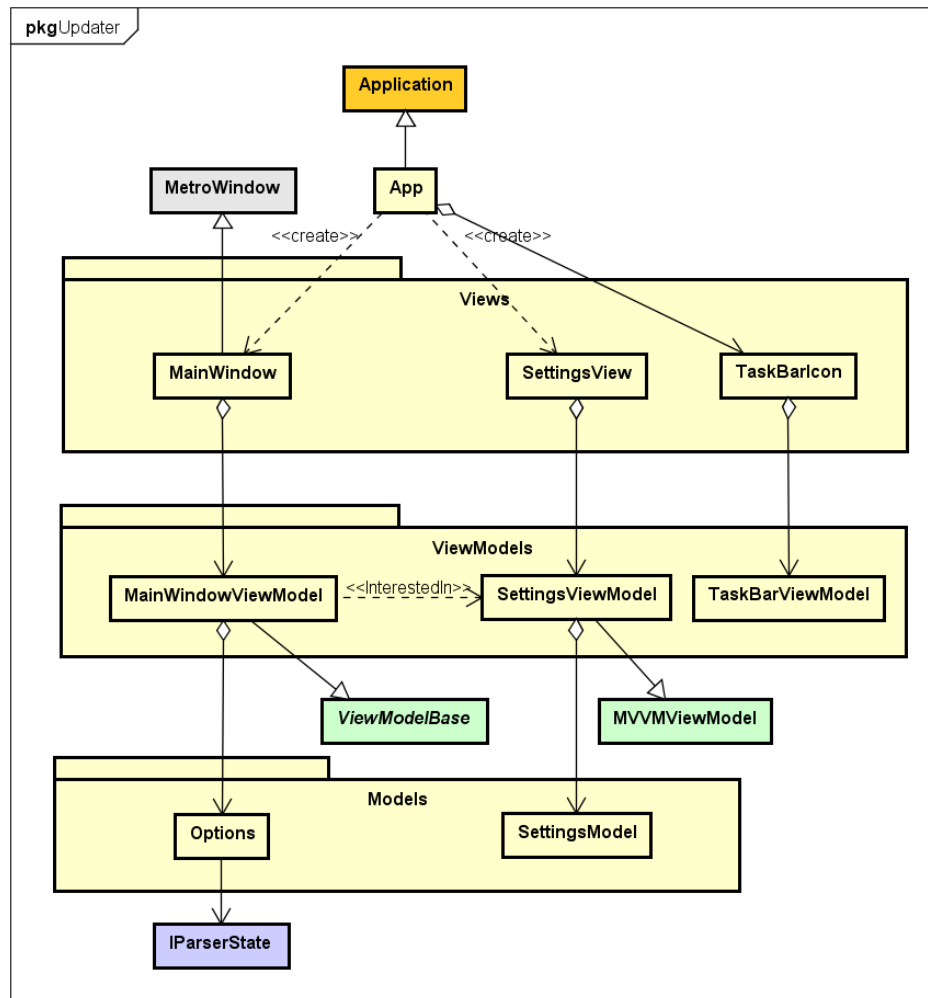 pkgUpdater
Application
MetroWindow
App
<<create>>
<<create>>
Views
MainWindow
SettingsView
TaskBarIcon
ViewModels
MainWindowViewModel
<<InterestedIn>>
SettingsViewModel
TaskBarViewModel
ViewModelBase
MVVMViewModel
Models
Options
SettingsModel
IParserState